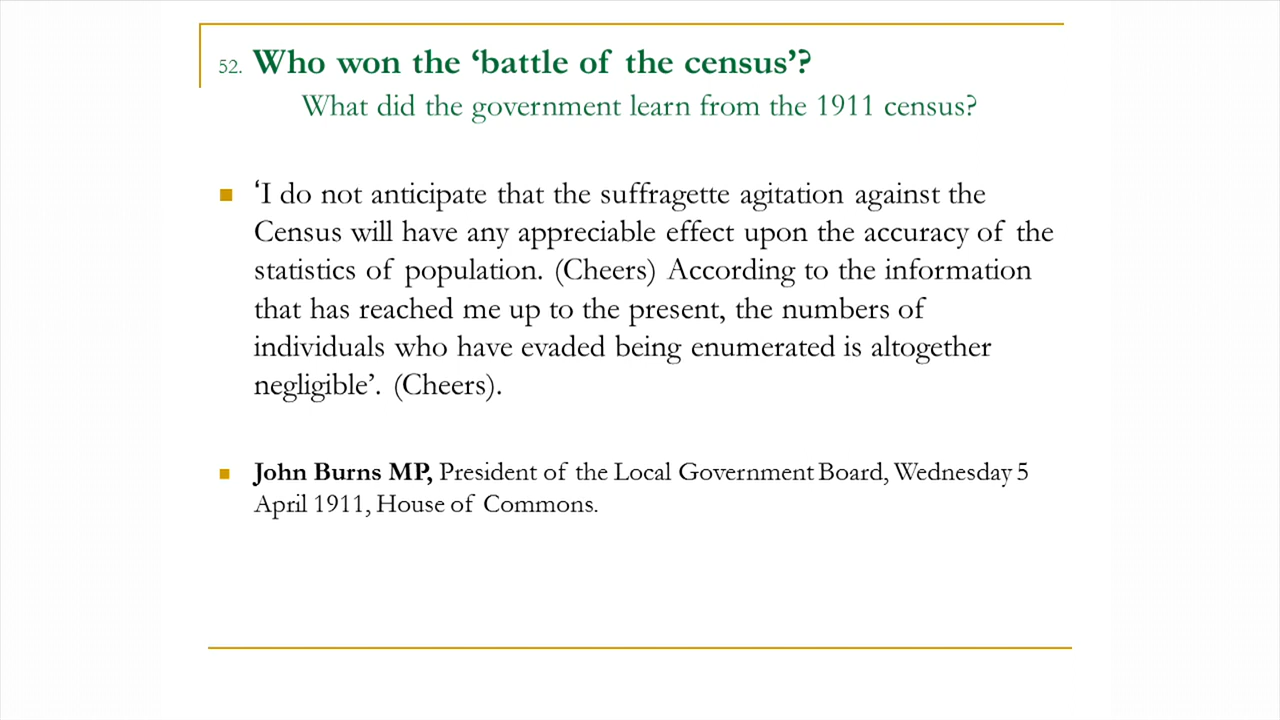 52. Who won the ‘battle of the census’?
What did the government learn from the 1911 census?
‘I do not anticipate that the suffragette agitation against the
Census will have any appreciable effect upon the accuracy of the
statistics of population. (Cheers) According to the information
that has reached me up to the present, the numbers of
individuals who have evaded being enumerated is altogether
negligible’. (Cheers).
John Burns MP, President of the Local Government Board, Wednesday 5
April 1911, House of Commons.